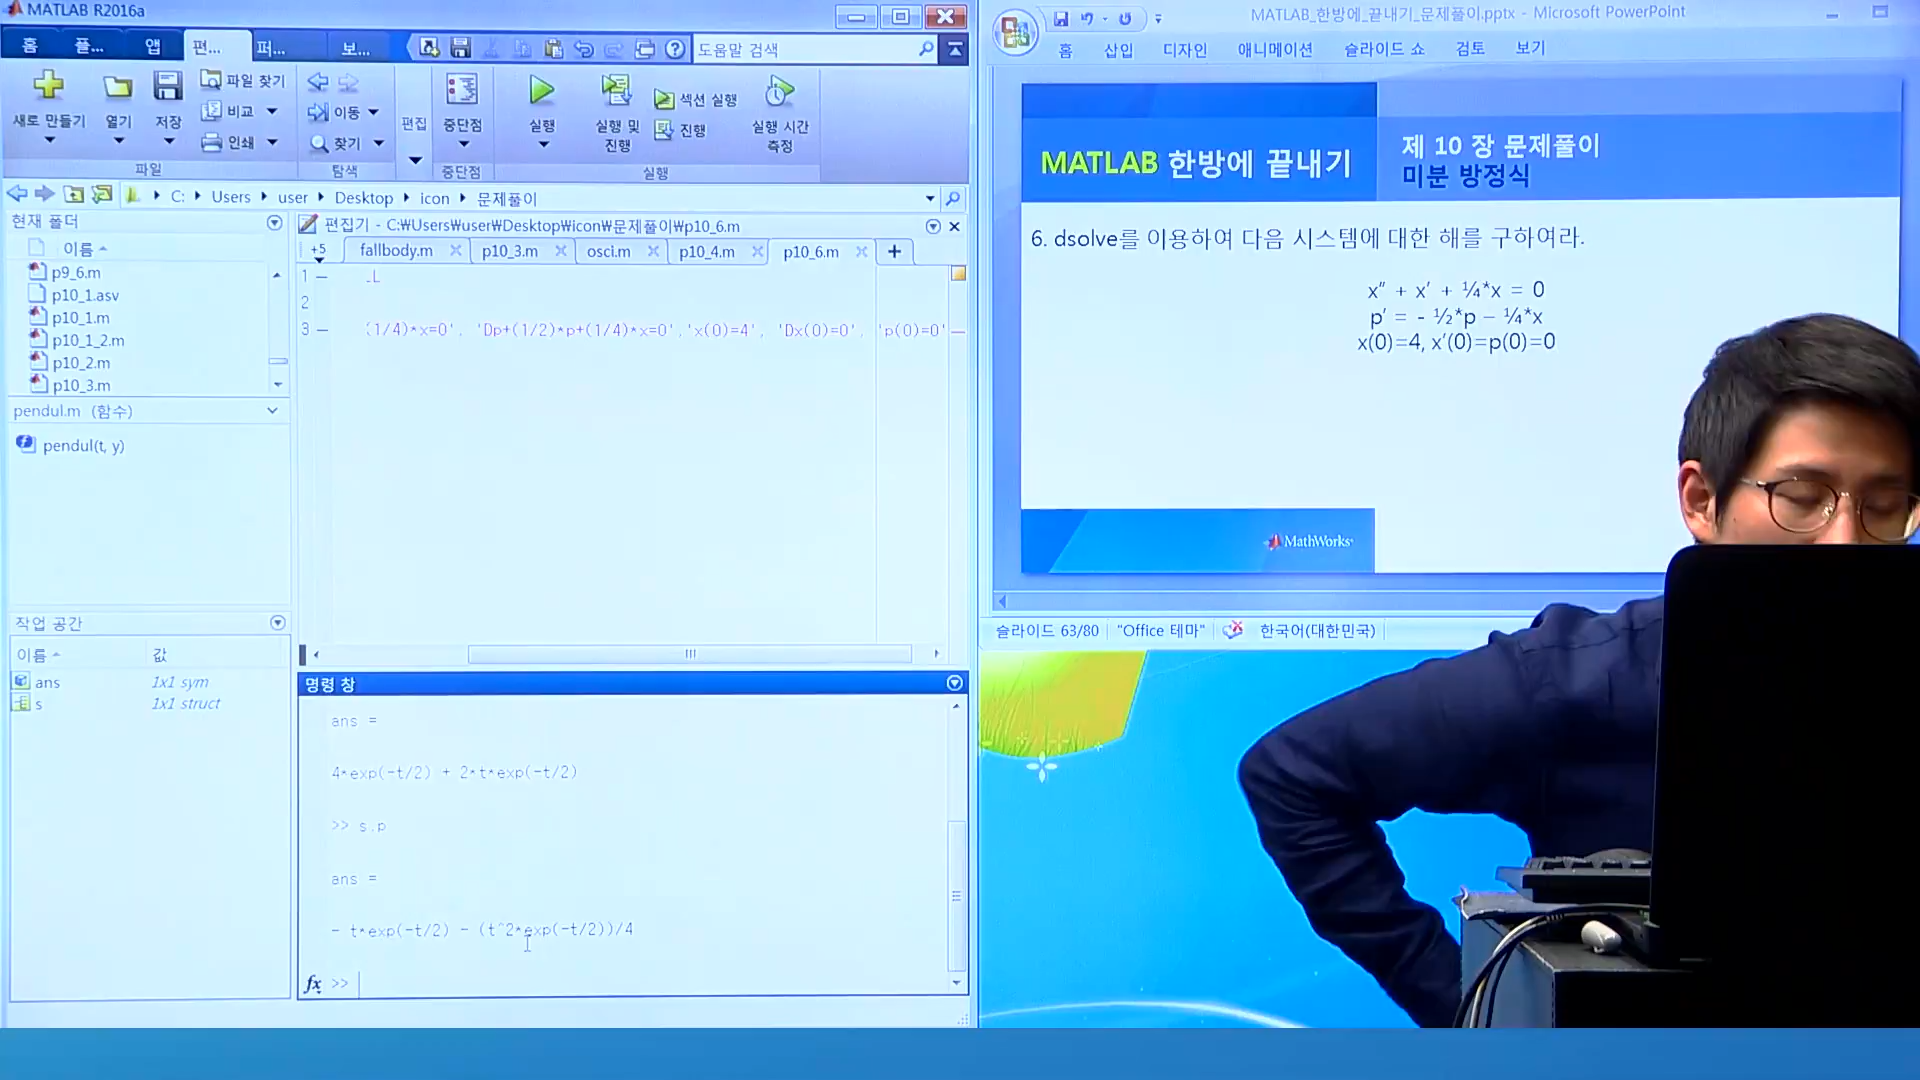 MATLAB R2016a
홈 플... 앱 편... 퍼... 보...
도움말 검색
새로 만들기 열기 저장 파일 찾기 비교 인쇄
이동 찾기
편집 중단점
실행 실행 및 진행 섹션 실행 진행 실행 시간 측정
파일 탐색 중단점 실행
C: Users user Desktop icon 문제풀이
현재 폴더
이름
p9_6.m
p10_1.asv
p10_1.m
p10_1_2.m
p10_2.m
p10_3.m
pendul.m (함수)
pendul(t, y)
작업 공간
이름 값
ans 1x1 sym
s 1x1 struct
편집기 - C:₩Users₩user₩Desktop₩icon₩문제풀이₩p10_6.m
+5 fallbody.m p10_3.m osci.m p10_4.m p10_6.m
1
2
3 (1/4)*x=0', 'Dp+(1/2)*p+(1/4)*x=0','x(0)=4', 'Dx(0)=0', 'p(0)=0'
명령 창
ans =
4*exp(-t/2) + 2*t*exp(-t/2)
>> s.p
ans =
- t*exp(-t/2) - (t^2*exp(-t/2))/4
fx >>
MATLAB_한방에_끝내기_문제풀이.pptx - Microsoft PowerPoint
홈 삽입 디자인 애니메이션 슬라이드 쇼 검토 보기
MATLAB 한방에 끝내기
제 10 장 문제풀이
미분 방정식
6. dsolve를 이용하여 다음 시스템에 대한 해를 구하여라.
x″ + x′ + ¼*x = 0
p′ = - ½*p – ¼*x
x(0)=4, x′(0)=p(0)=0
MathWorks
슬라이드 63/80 "Office 테마" 한국어(대한민국)